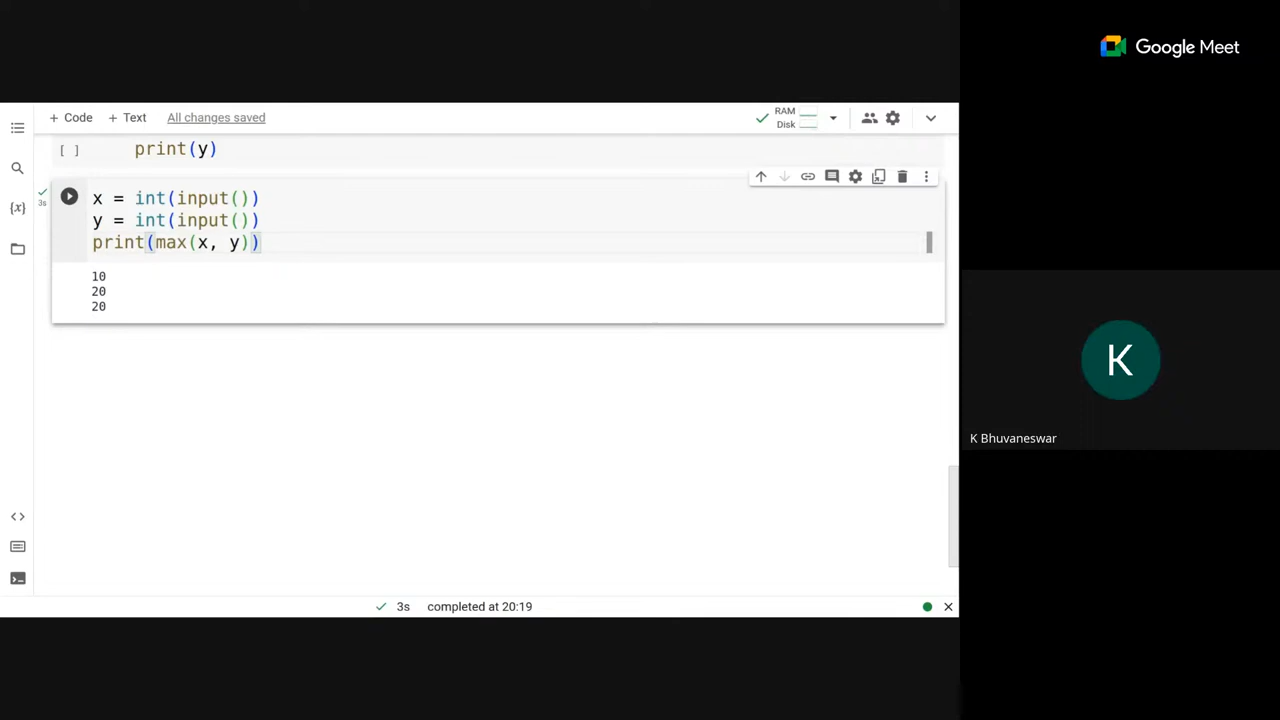 Google Meet
+ Code + Text All changes saved
RAM
Disk
[ ] print(y)
{x}
3s
x = int(input())
y = int(input())
print(max(x, y))
10
20
20
K
K Bhuvaneswar
3s completed at 20:19